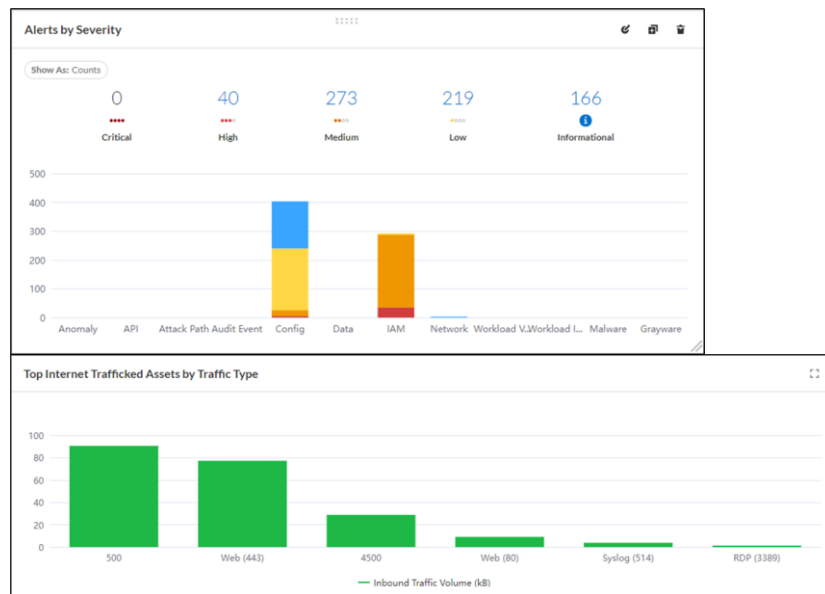 Alerts by Severity
Show As: Counts
0 40 273 219 166
Critical High Medium Low Informational
500
400
300
200
100
0
Anomaly API Attack Path Audit Event Config Data IAM Network Workload V... Workload I... Malware Grayware
Top Internet Trafficked Assets by Traffic Type
100
80
60
40
20
0
500 Web (443) 4500 Web (80) Syslog (514) RDP (3389)
Inbound Traffic Volume (kB)